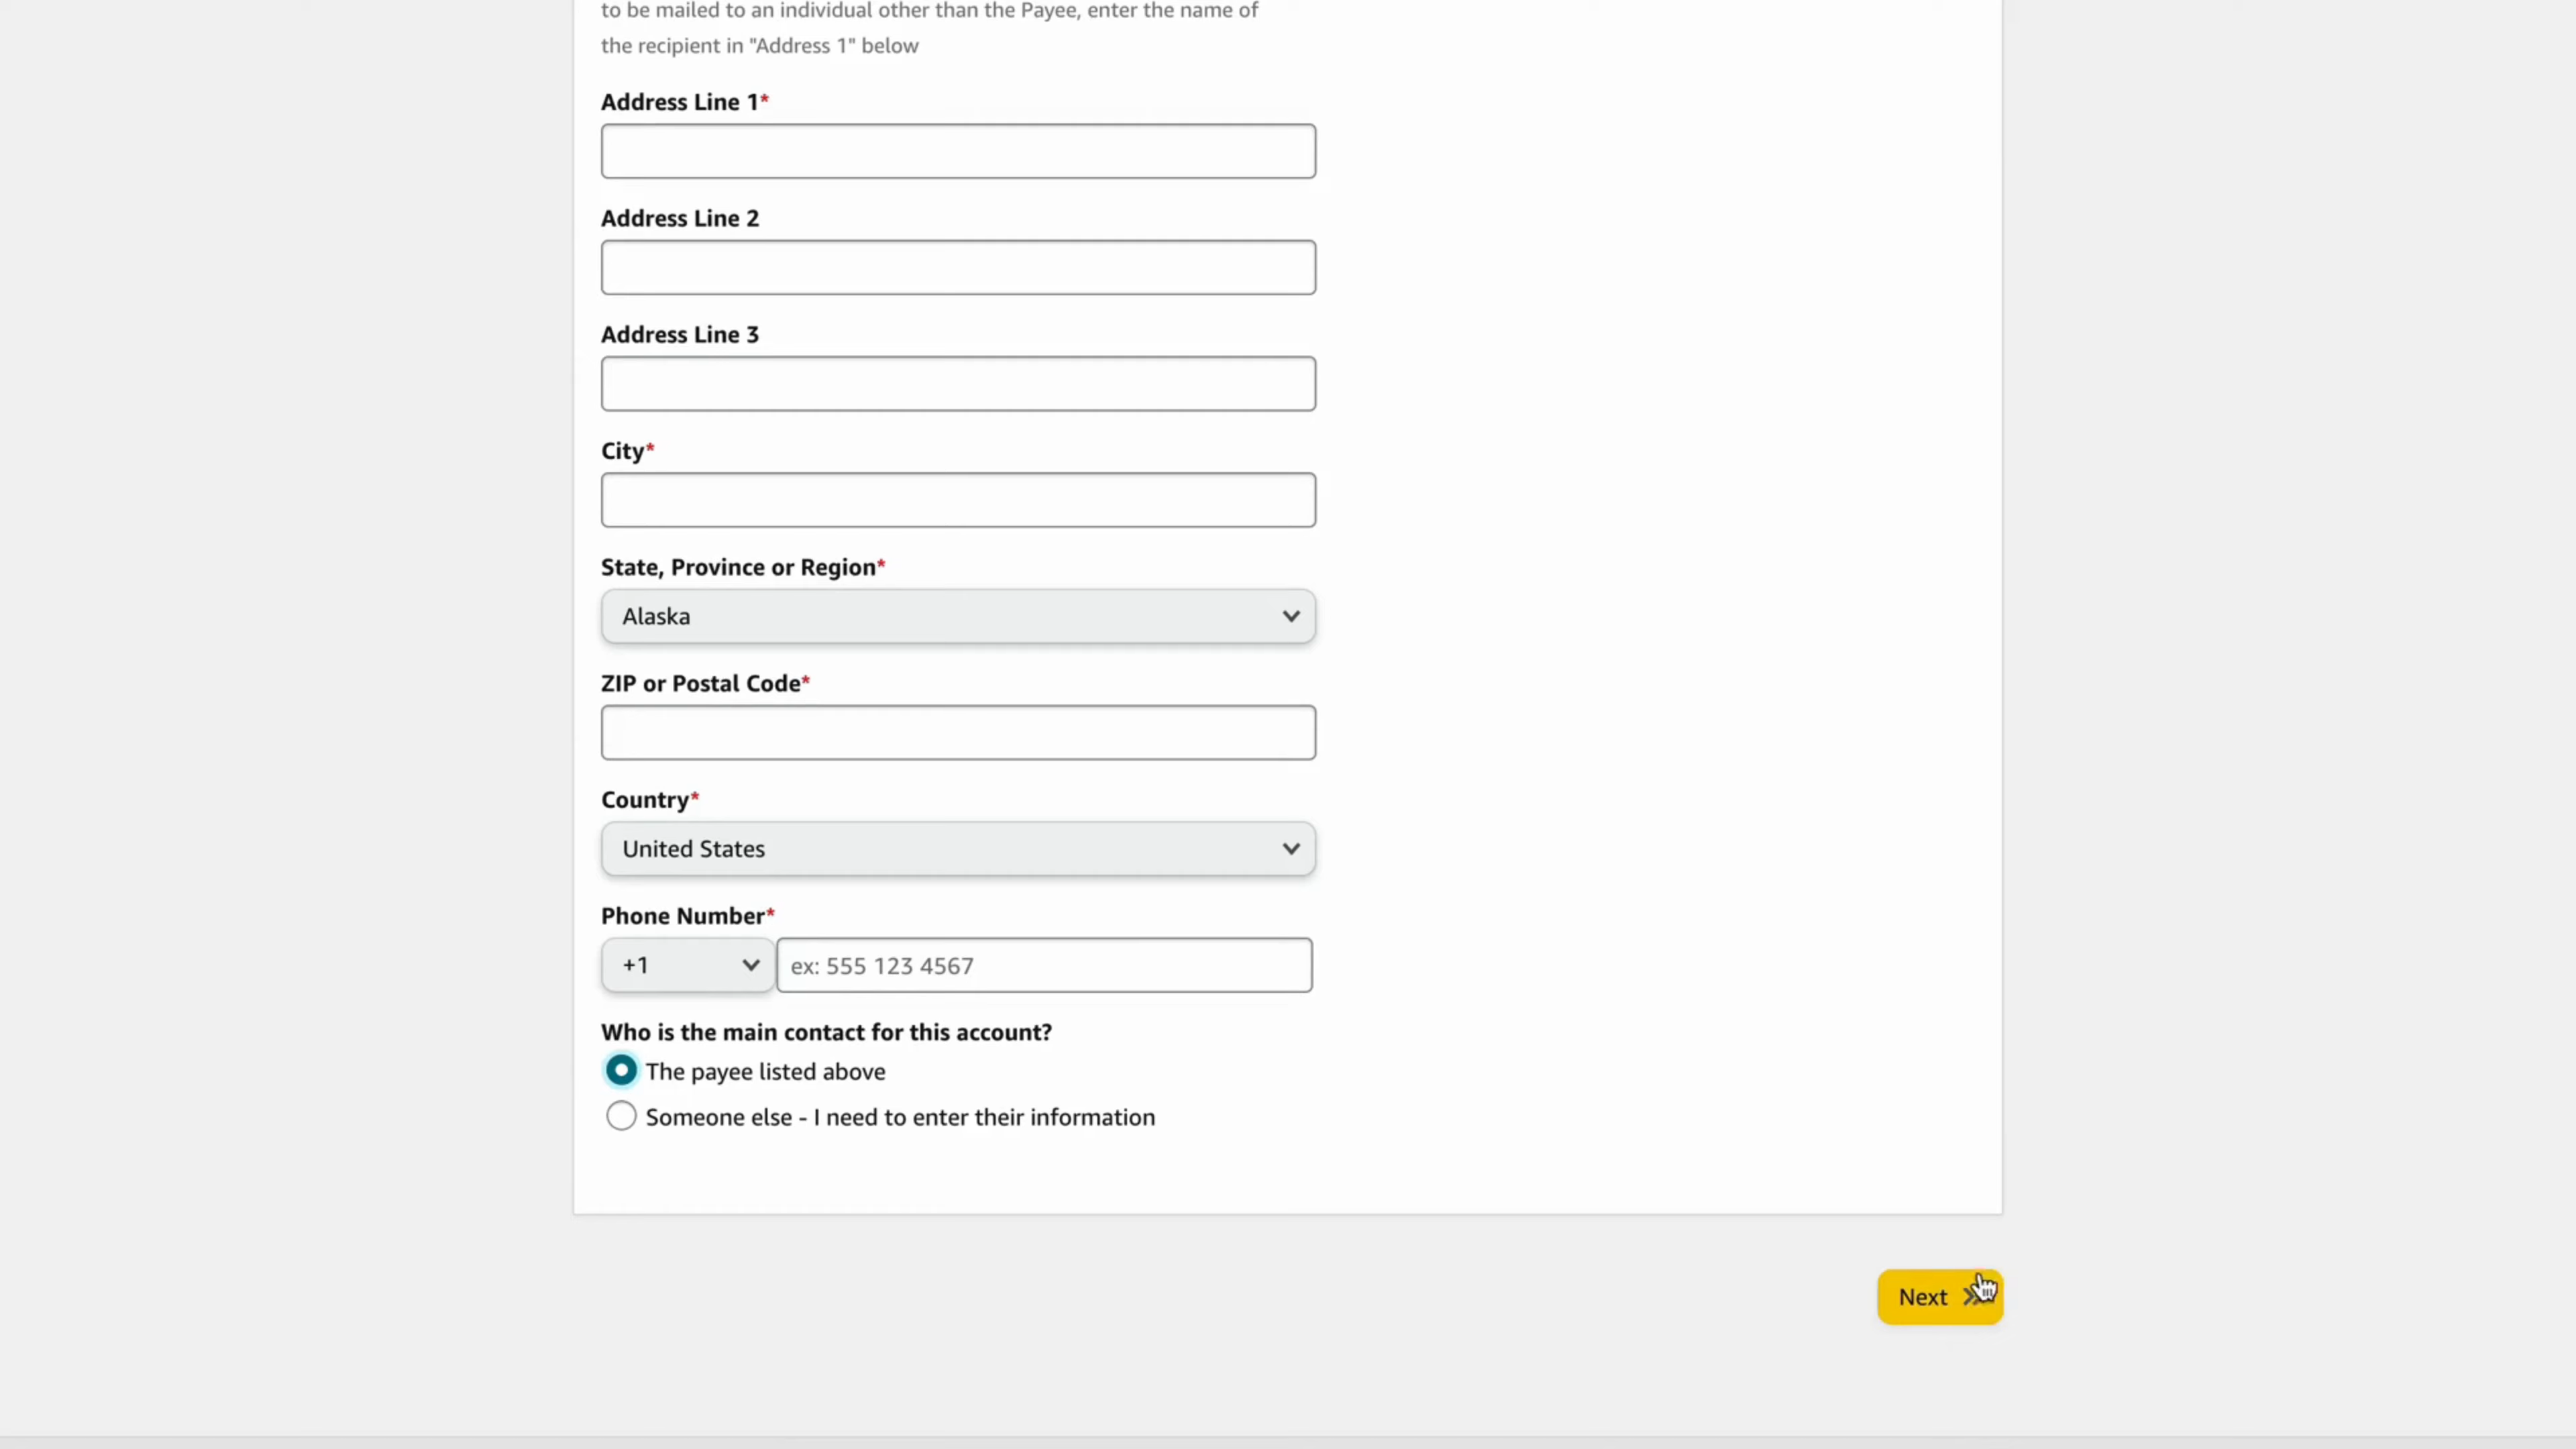 to be mailed to an individual other than the Payee, enter the name of
the recipient in "Address 1" below
Address Line 1*
Address Line 2
Address Line 3
City*
State, Province or Region*
Alaska
ZIP or Postal Code*
Country*
United States
Phone Number*
+1 ex: 555 123 4567
Who is the main contact for this account?
The payee listed above
Someone else - I need to enter their information
Next